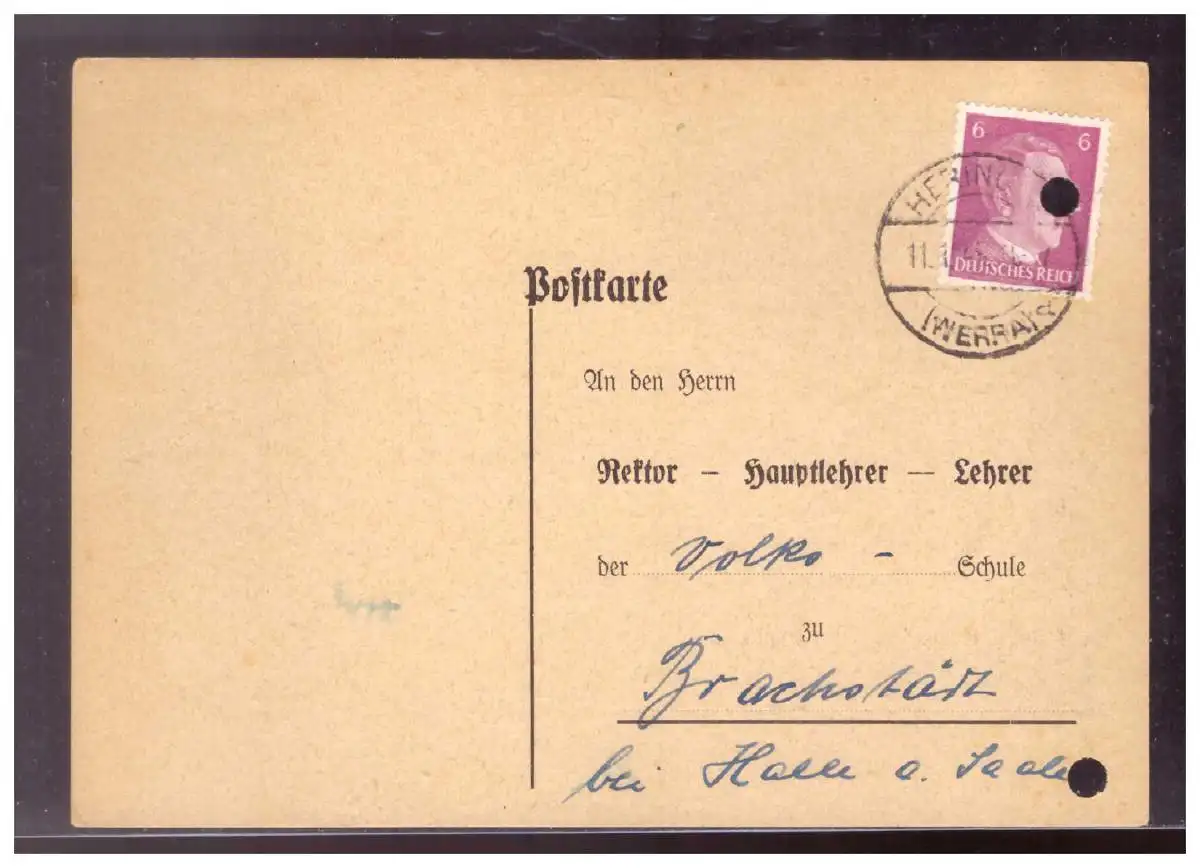 6 6
DEUTSCHES REICH
(WERRA)
Postkarte
An den Herrn
Rektor – Hauptlehrer — Lehrer
der Volks - Schule
zu
Brachstädt
bei Halle a. Saale